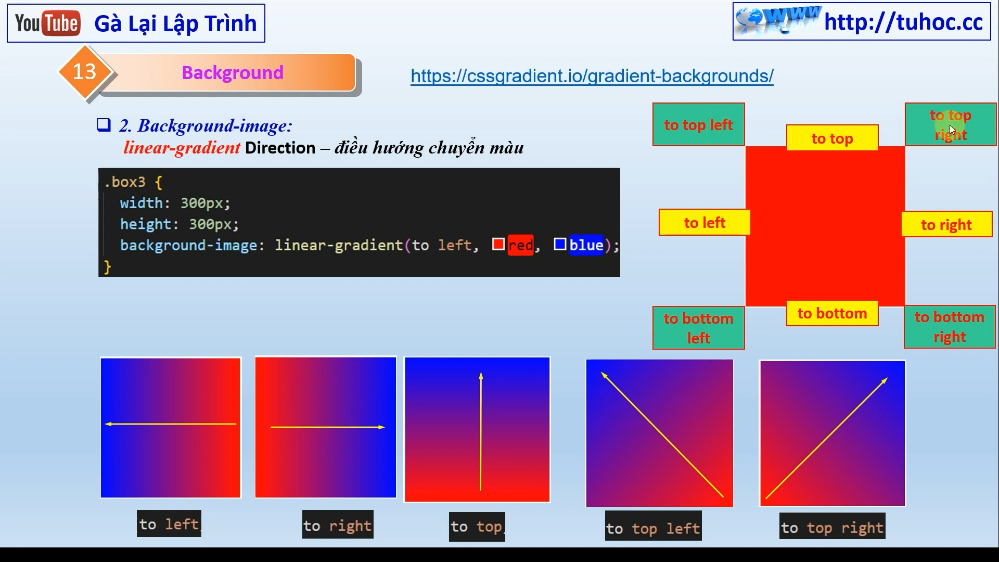 YouTube Gà Lại Lập Trình
www http://tuhoc.cc
13 Background
https://cssgradient.io/gradient-backgrounds/
2. Background-image:
linear-gradient Direction – điều hướng chuyển màu
.box3 {
width: 300px;
height: 300px;
background-image: linear-gradient(to left, red, blue);
}
to top left
to top
to top
right
to left
to right
to bottom
left
to bottom
to bottom
right
to left
to right
to top
to top left
to top right